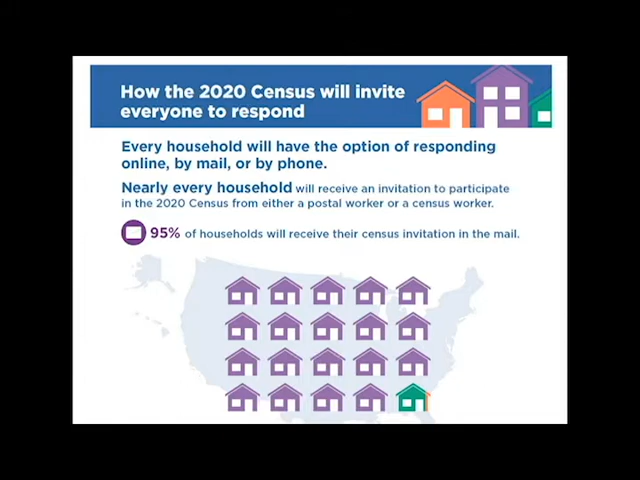 How the 2020 Census will invite
everyone to respond
Every household will have the option of responding
online, by mail, or by phone.
Nearly every household will receive an invitation to participate
in the 2020 Census from either a postal worker or a census worker.
95% of households will receive their census invitation in the mail.